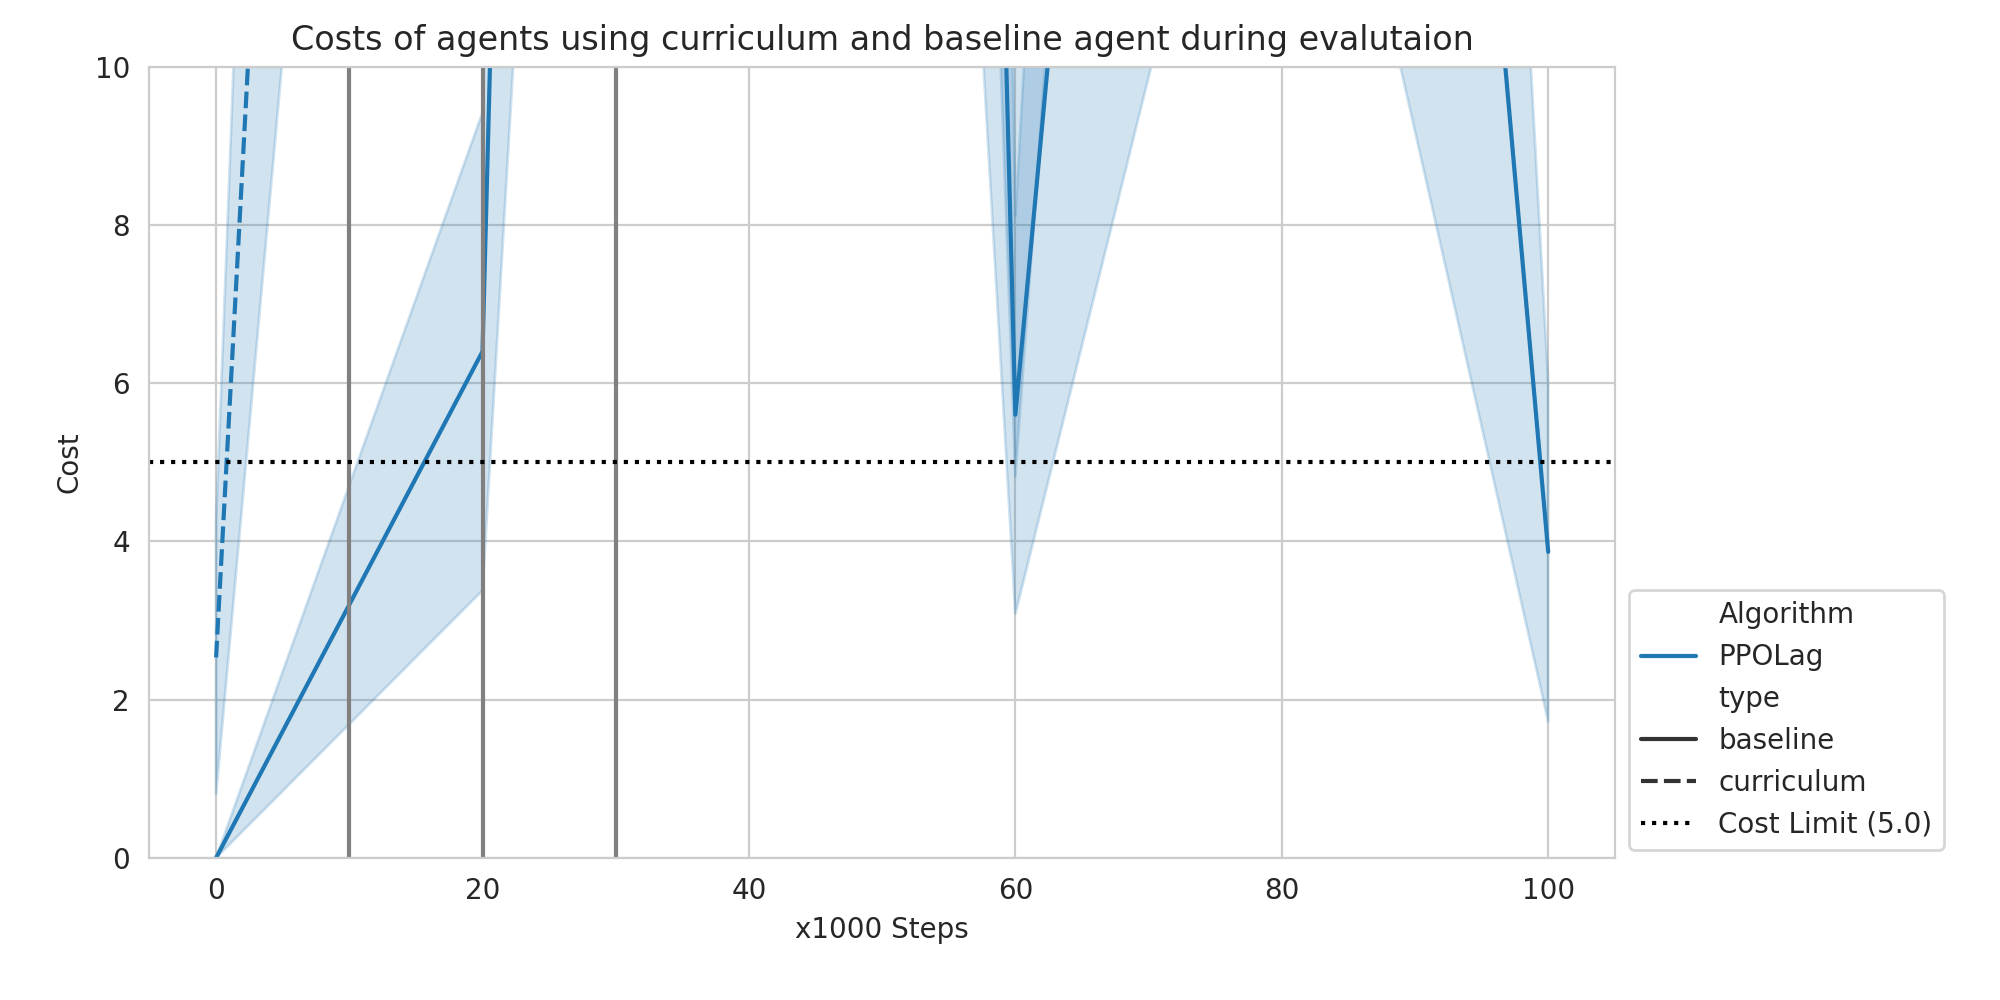 Costs of agents using curriculum and baseline agent during evalutaion
10
8
6
4
2
0
Cost
0 20 40 60 80 100
x1000 Steps
Algorithm
PPOLag
type
baseline
curriculum
Cost Limit (5.0)